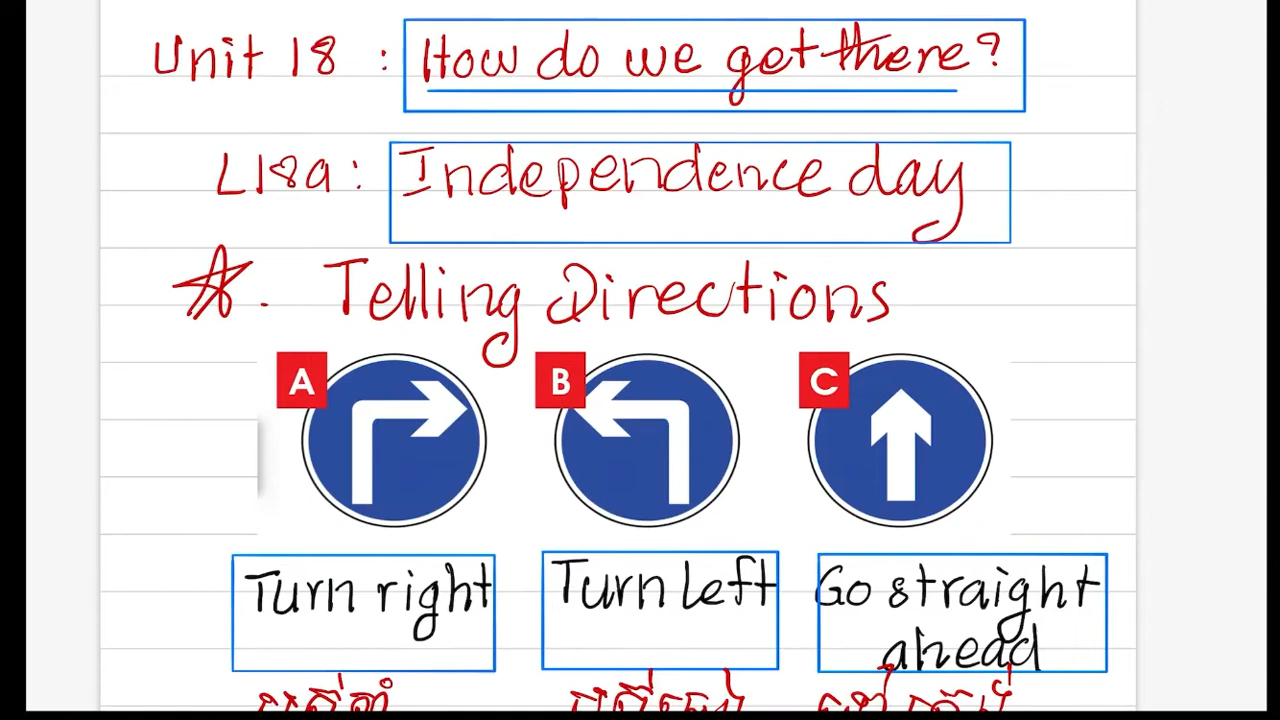 Unit 18 : How do we get there?
L18a : Independence day
A. Telling Directions
A B C
Turn right Turn left Go straight ahead